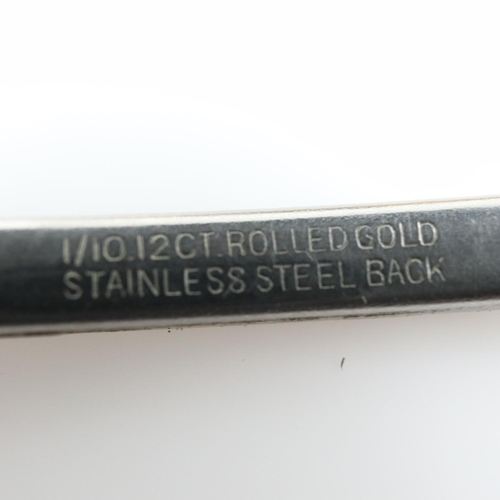 1/10.12CT.ROLLED GOLD
STAINLESS STEEL BACK